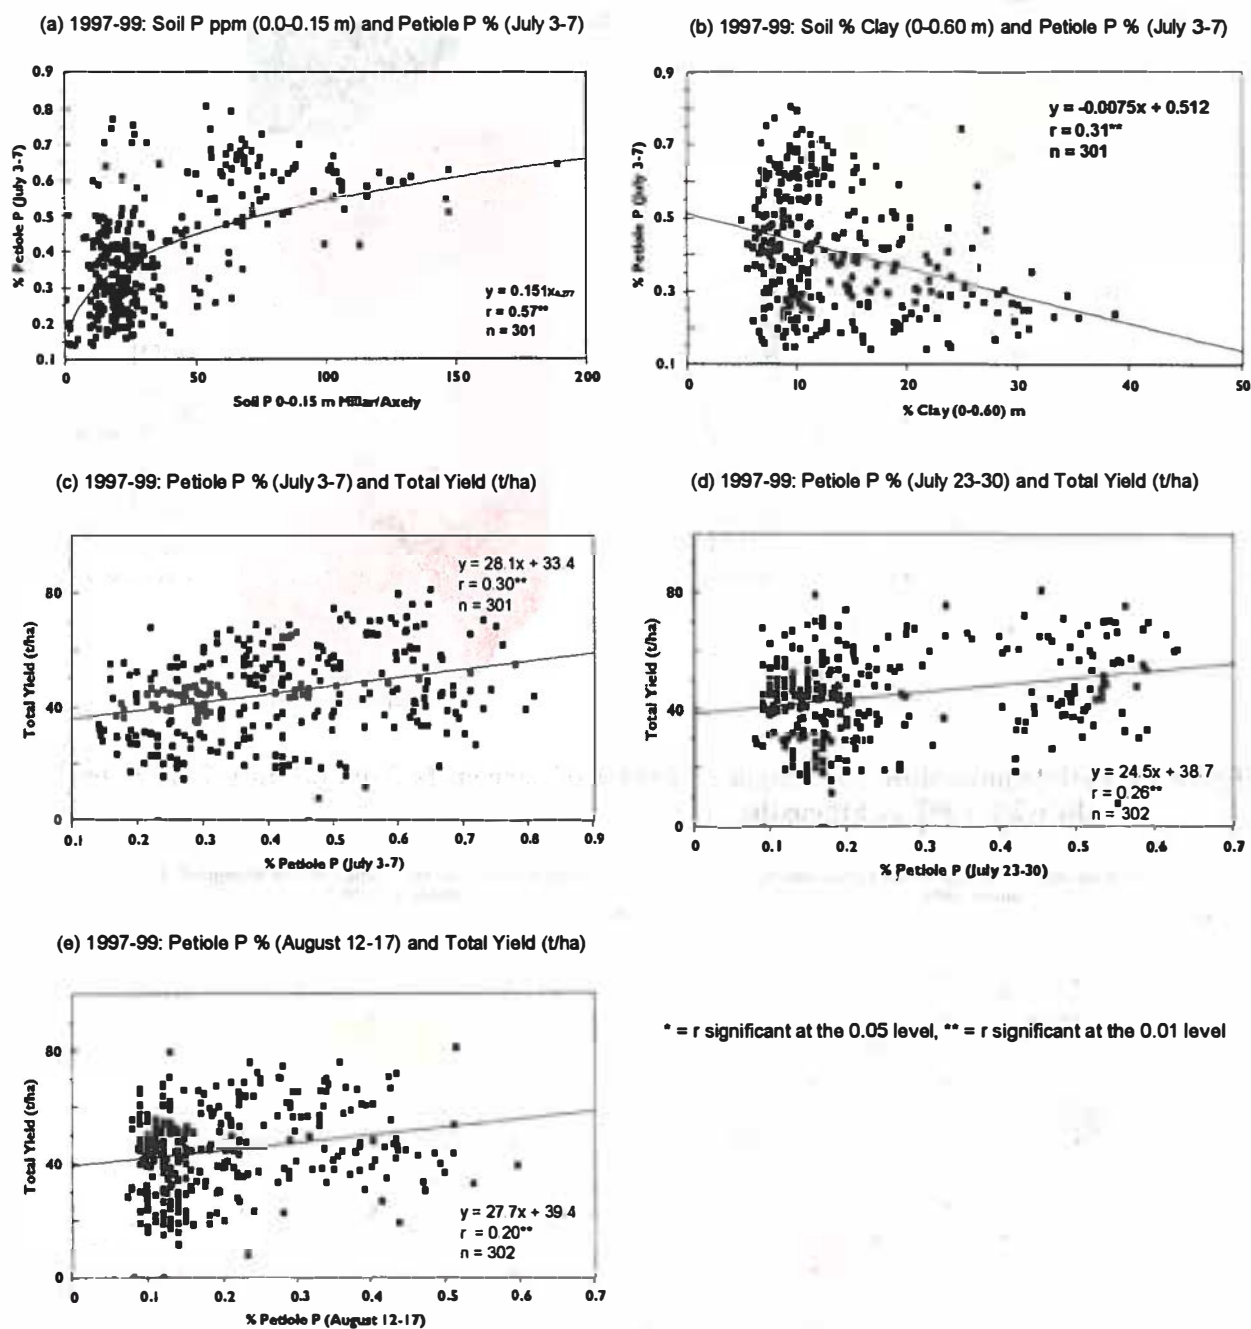 (a) 1997-99: Soil P ppm (0.0-0.15 m) and Petiole P % (July 3-7)
% Petiole P (July 3-7)
0.9
0.8
0.7
0.6
0.5
0.4
0.3
0.2
0.1
y = 0.151x0.277
r = 0.57**
n = 301
0 50 100 150 200
Soil P 0-0.15 m
(b) 1997-99: Soil % Clay (0-0.60 m) and Petiole P % (July 3-7)
% Petiole P (July 3-7)
0.9
0.7
0.5
0.3
0.1
y = -0.0075x + 0.512
r = 0.31**
n = 301
0 10 20 30 40 50
% Clay (0-0.60) m
(c) 1997-99: Petiole P % (July 3-7) and Total Yield (t/ha)
Total Yield (t/ha)
80
40
0
y = 28.1x + 33.4
r = 0.30**
n = 301
0.1 0.2 0.3 0.4 0.5 0.6 0.7 0.8 0.9
% Petiole P (July 3-7)
(d) 1997-99: Petiole P % (July 23-30) and Total Yield (t/ha)
Total Yield (t/ha)
80
40
0
y = 24.5x + 38.7
r = 0.26**
n = 302
0 0.1 0.2 0.3 0.4 0.5 0.6 0.7
% Petiole P (July 23-30)
(e) 1997-99: Petiole P % (August 12-17) and Total Yield (t/ha)
Total Yield (t/ha)
80
40
0
y = 27.7x + 39.4
r = 0.20**
n = 302
0 0.1 0.2 0.3 0.4 0.5 0.6 0.7
% Petiole P (August 12-17)
* = r significant at the 0.05 level, ** = r significant at the 0.01 level